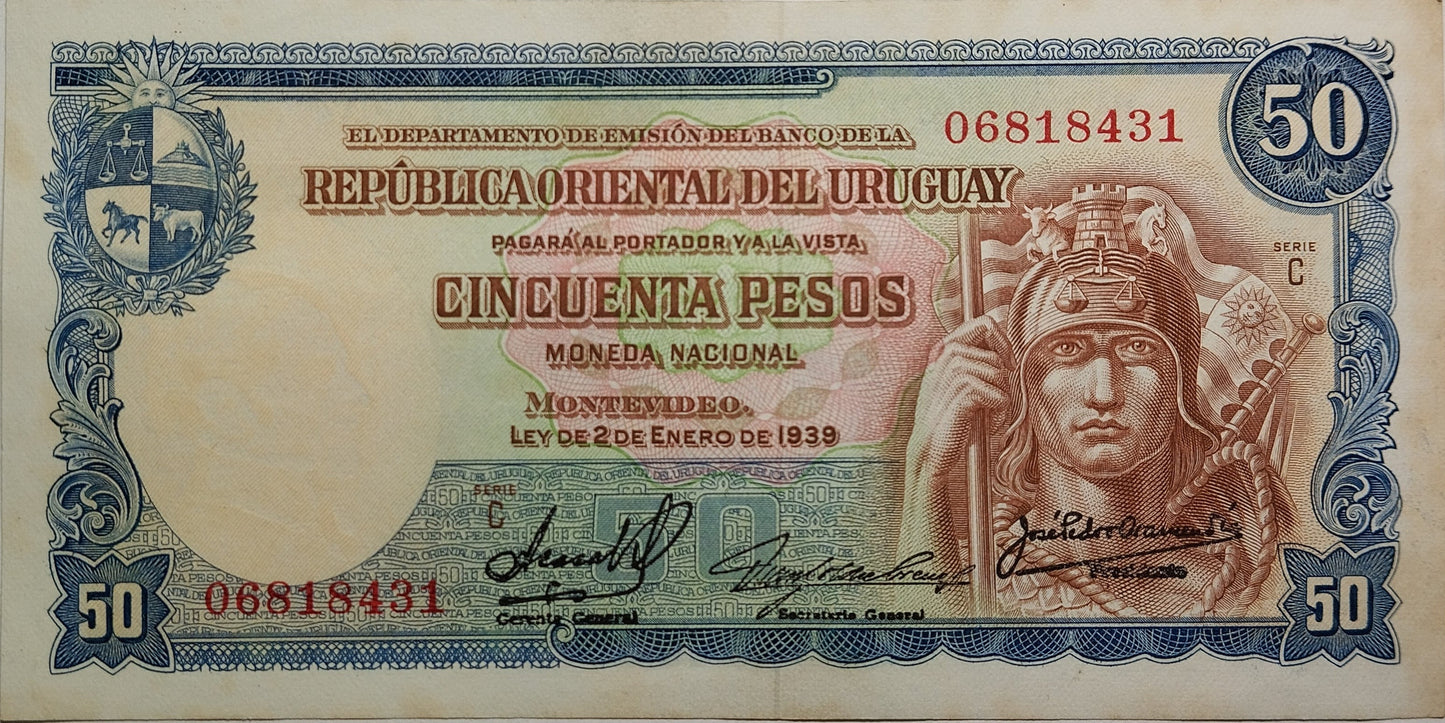 50
EL DEPARTAMENTO DE EMISIÓN DEL BANCO DE LA
06818431
REPÚBLICA ORIENTAL DEL URUGUAY
PAGARÁ AL PORTADOR Y A LA VISTA
SERIE
C
CINCUENTA PESOS
MONEDA NACIONAL
MONTEVIDEO.
LEY DE 2 DE ENERO DE 1939
SERIE
C
50
06818431
Gerente General
Secretario General
50
50